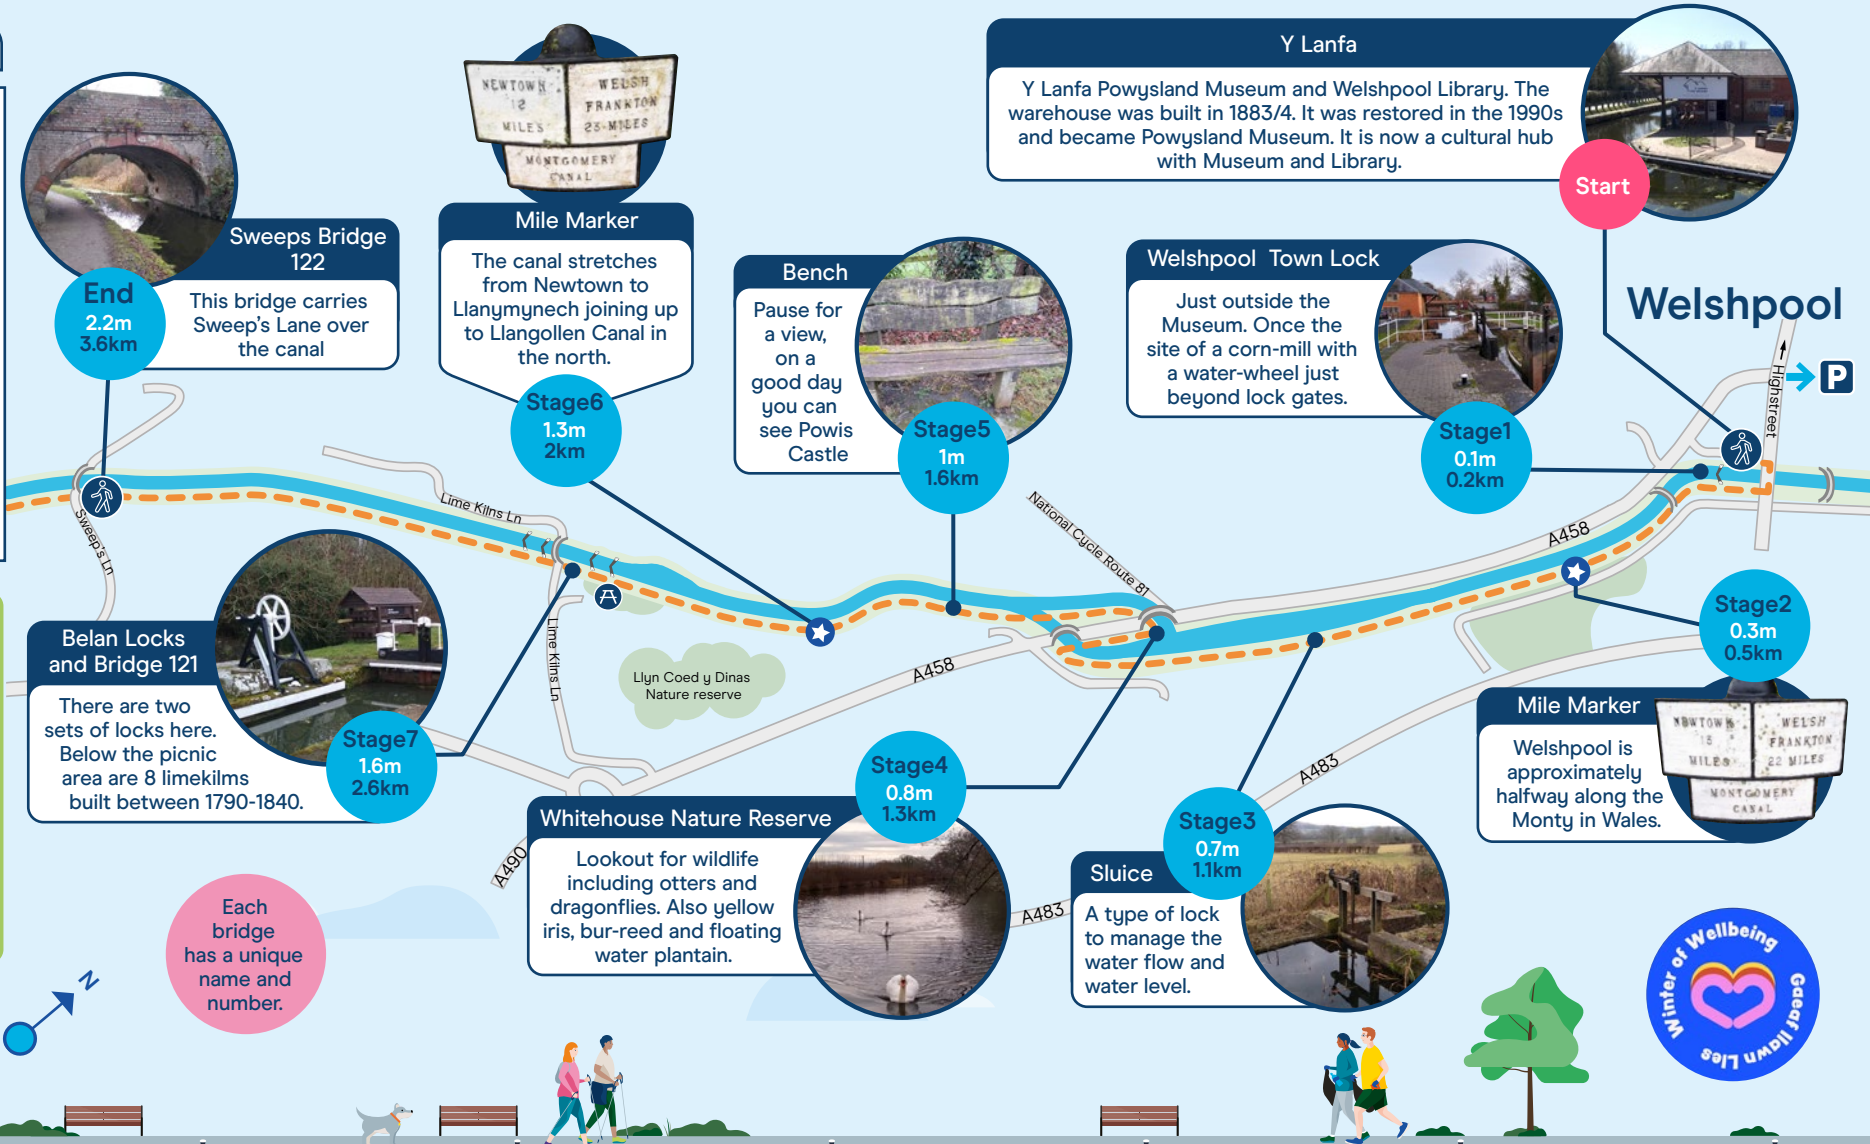 Y Lanfa
Y Lanfa Powysland Museum and Welshpool Library. The
warehouse was built in 1883/4. It was restored in the 1990s
and became Powysland Museum. It is now a cultural hub
with Museum and Library.
Start
Welshpool
Highstreet
P
Welshpool Town Lock
Just outside the
Museum. Once the
site of a corn-mill with
a water-wheel just
beyond lock gates.
Stage1
0.1m
0.2km
Stage2
0.3m
0.5km
Mile Marker
Welshpool is
approximately
halfway along the
Monty in Wales.
NEWTOWN
15
MILES
WELSH
FRANKTON
22 MILES
MONTGOMERY
CANAL
Stage3
0.7m
1.1km
Sluice
A type of lock
to manage the
water flow and
water level.
Stage4
0.8m
1.3km
Whitehouse Nature Reserve
Lookout for wildlife
including otters and
dragonflies. Also yellow
iris, bur-reed and floating
water plantain.
Bench
Pause for
a view,
on a
good day
you can
see Powis
Castle
Stage5
1m
1.6km
NEWTOWN
12
MILES
WELSH
FRANKTON
25 MILES
MONTGOMERY
CANAL
Mile Marker
The canal stretches
from Newtown to
Llanymynech joining up
to Llangollen Canal in
the north.
Stage6
1.3m
2km
Belan Locks
and Bridge 121
There are two
sets of locks here.
Below the picnic
area are 8 limekilms
built between 1790-1840.
Stage7
1.6m
2.6km
Sweeps Bridge
122
This bridge carries
Sweep's Lane over
the canal
End
2.2m
3.6km
Sweep's Ln
Lime Kilns Ln
Lime Kilns Ln
Llyn Coed y Dinas
Nature reserve
National Cycle Route 81
A458
A458
A483
A483
A490
Each
bridge
has a unique
name and
number.
N
Winter of Wellbeing
Gaeaf llawn Lles